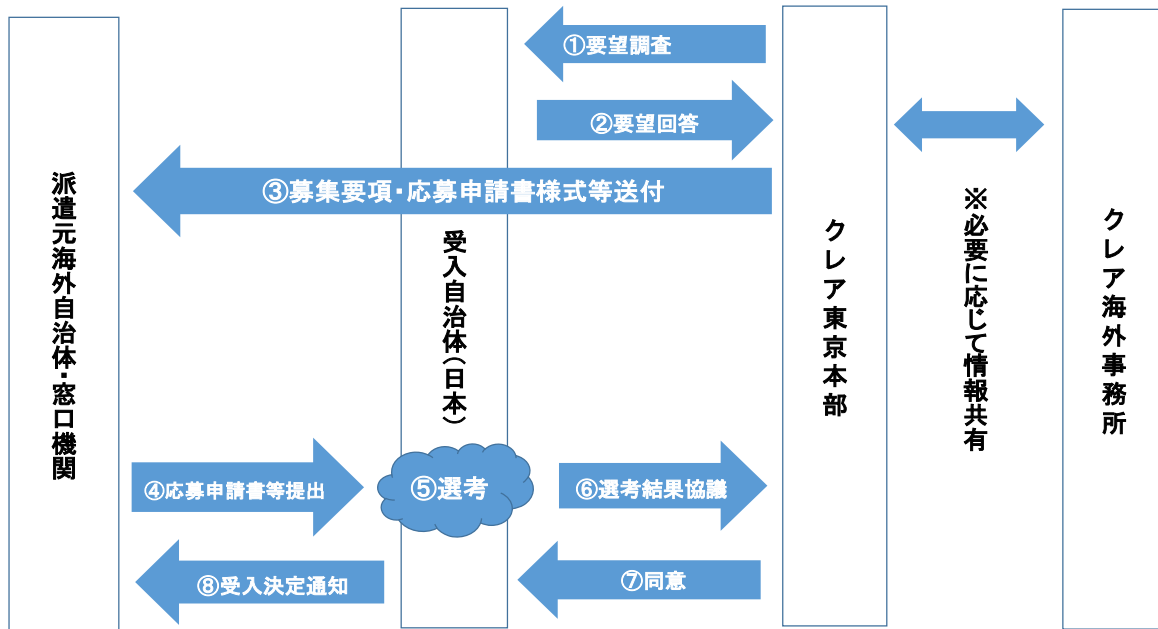 ①要望調査
②要望回答
③募集要項・応募申請書様式等送付
派遣元海外自治体・窓口機関
受入自治体(日本)
クレア東京本部
※必要に応じて情報共有
クレア海外事務所
④応募申請書等提出
⑤選考
⑥選考結果協議
⑧受入決定通知
⑦同意